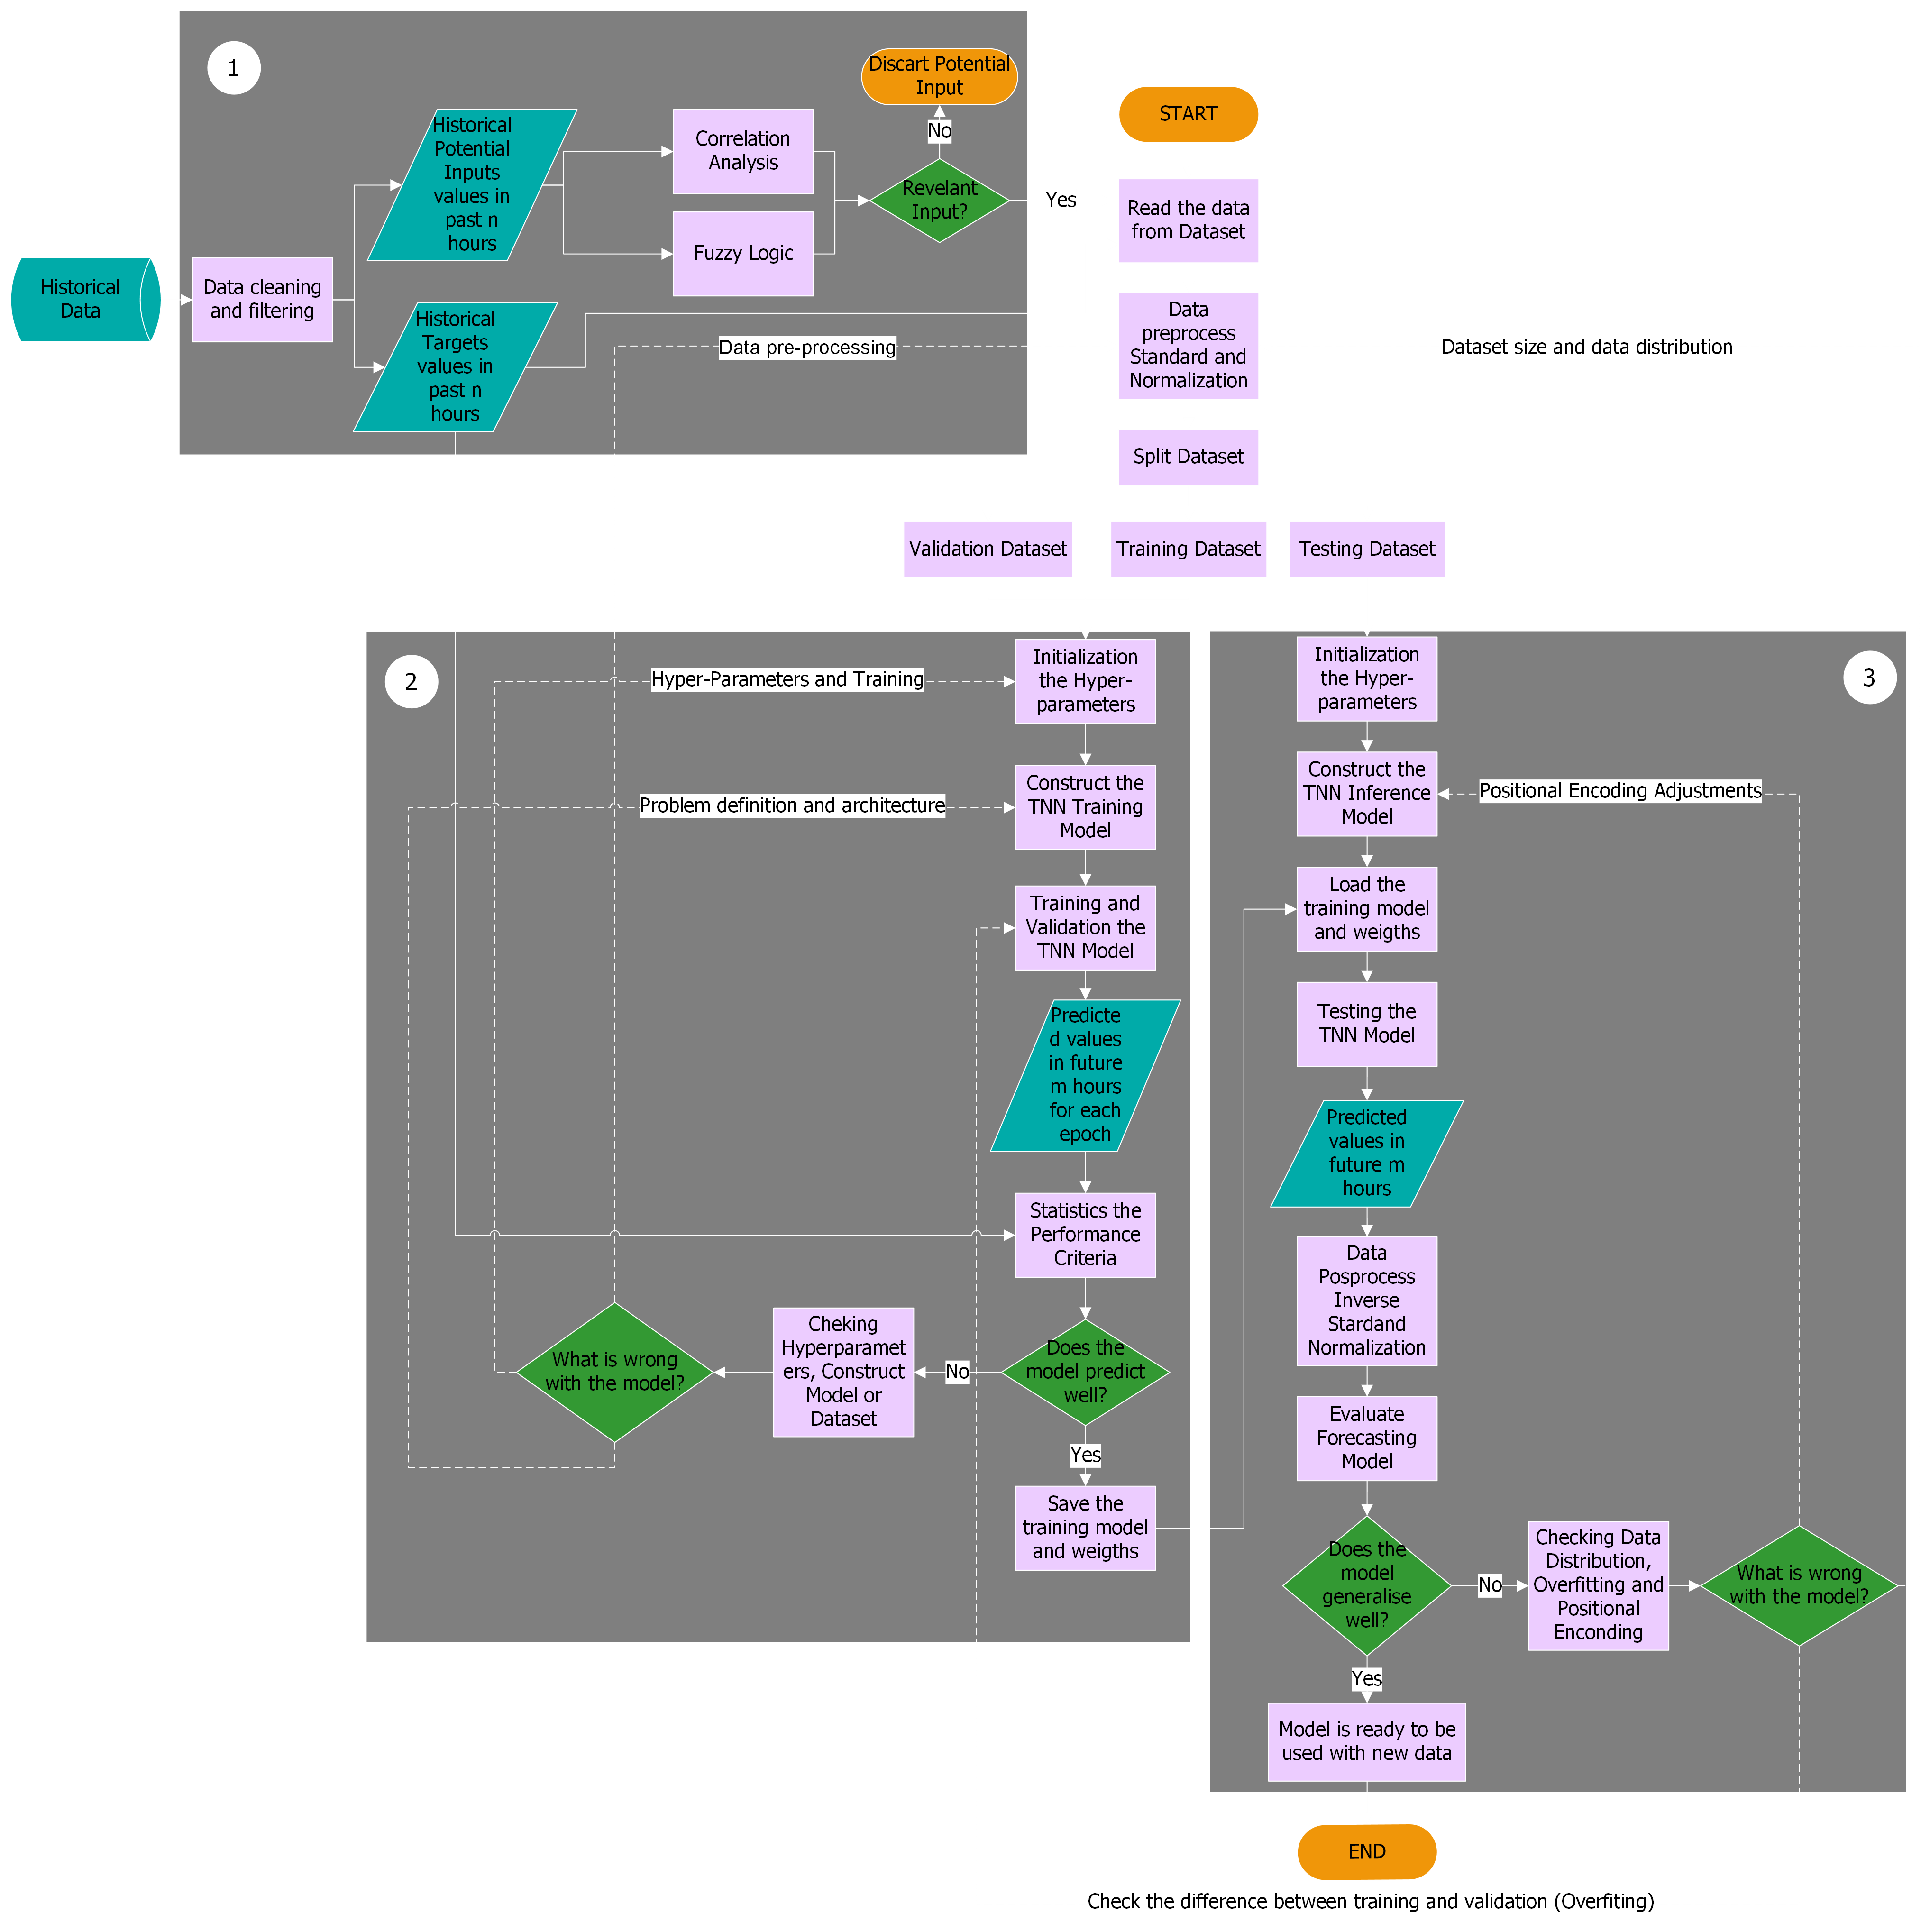 1
Discart Potential
Input
No
Historical
Potential
Inputs
values in
past n
hours
Correlation
Analysis
Revelant
Input?
Yes
Fuzzy Logic
Historical
Data
Data cleaning
and filtering
Historical
Targets
values in
past n
hours
Data pre-processing
START
Read the data
from Dataset
Data
preprocess
Standard and
Normalization
Dataset size and data distribution
Split Dataset
Validation Dataset
Training Dataset
Testing Dataset
2
Hyper-Parameters and Training
Initialization
the Hyper-
parameters
Problem definition and architecture
Construct the
TNN Training
Model
Training and
Validation the
TNN Model
Predicte
d values
in future
m hours
for each
epoch
Statistics the
Performance
Criteria
Does the
model predict
well?
No
Cheking
Hyperparamet
ers, Construct
Model or
Dataset
What is wrong
with the model?
Yes
Save the
training model
and weigths
3
Initialization
the Hyper-
parameters
Construct the
TNN Inference
Model
Positional Encoding Adjustments
Load the
training model
and weigths
Testing the
TNN Model
Predicted
values in
future m
hours
Data
Posprocess
Inverse
Stardand
Normalization
Evaluate
Forecasting
Model
Does the
model
generalise
well?
No
Checking Data
Distribution,
Overfitting and
Positional
Enconding
What is wrong
with the model?
Yes
Model is ready to be
used with new data
END
Check the difference between training and validation (Overfiting)